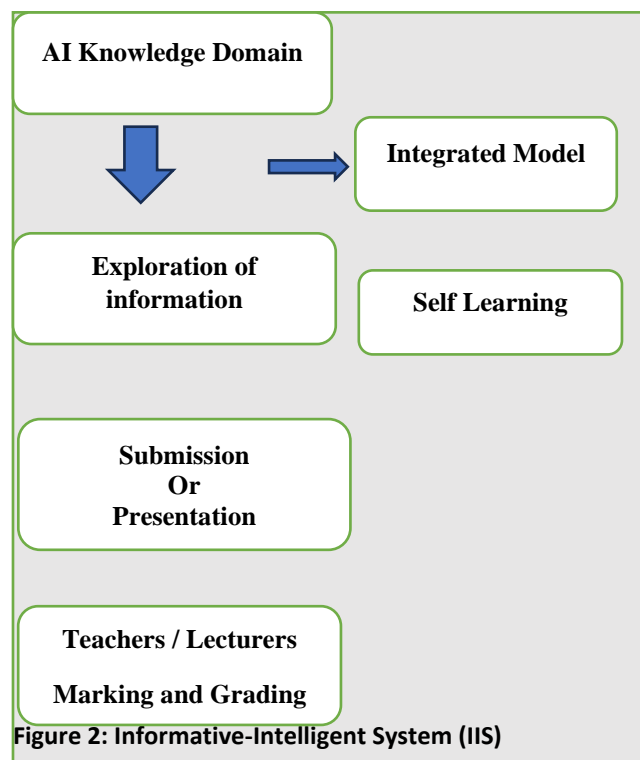 AI Knowledge Domain
Integrated Model
Exploration of
information
Self Learning
Submission
Or
Presentation
Teachers / Lecturers
Marking and Grading
Figure 2: Informative-Intelligent System (IIS)